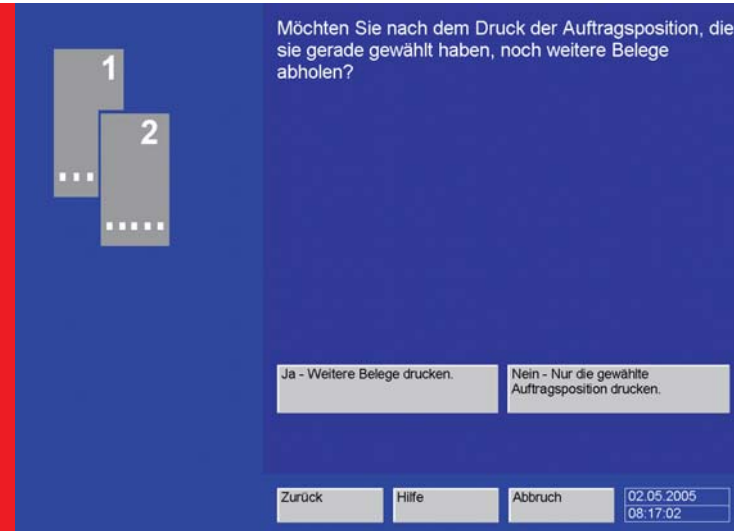 1
2
Möchten Sie nach dem Druck der Auftragsposition, die
sie gerade gewählt haben, noch weitere Belege
abholen?
Ja - Weitere Belege drucken.
Nein - Nur die gewählte
Auftragsposition drucken.
Zurück
Hilfe
Abbruch
02.05.2005
08:17:02